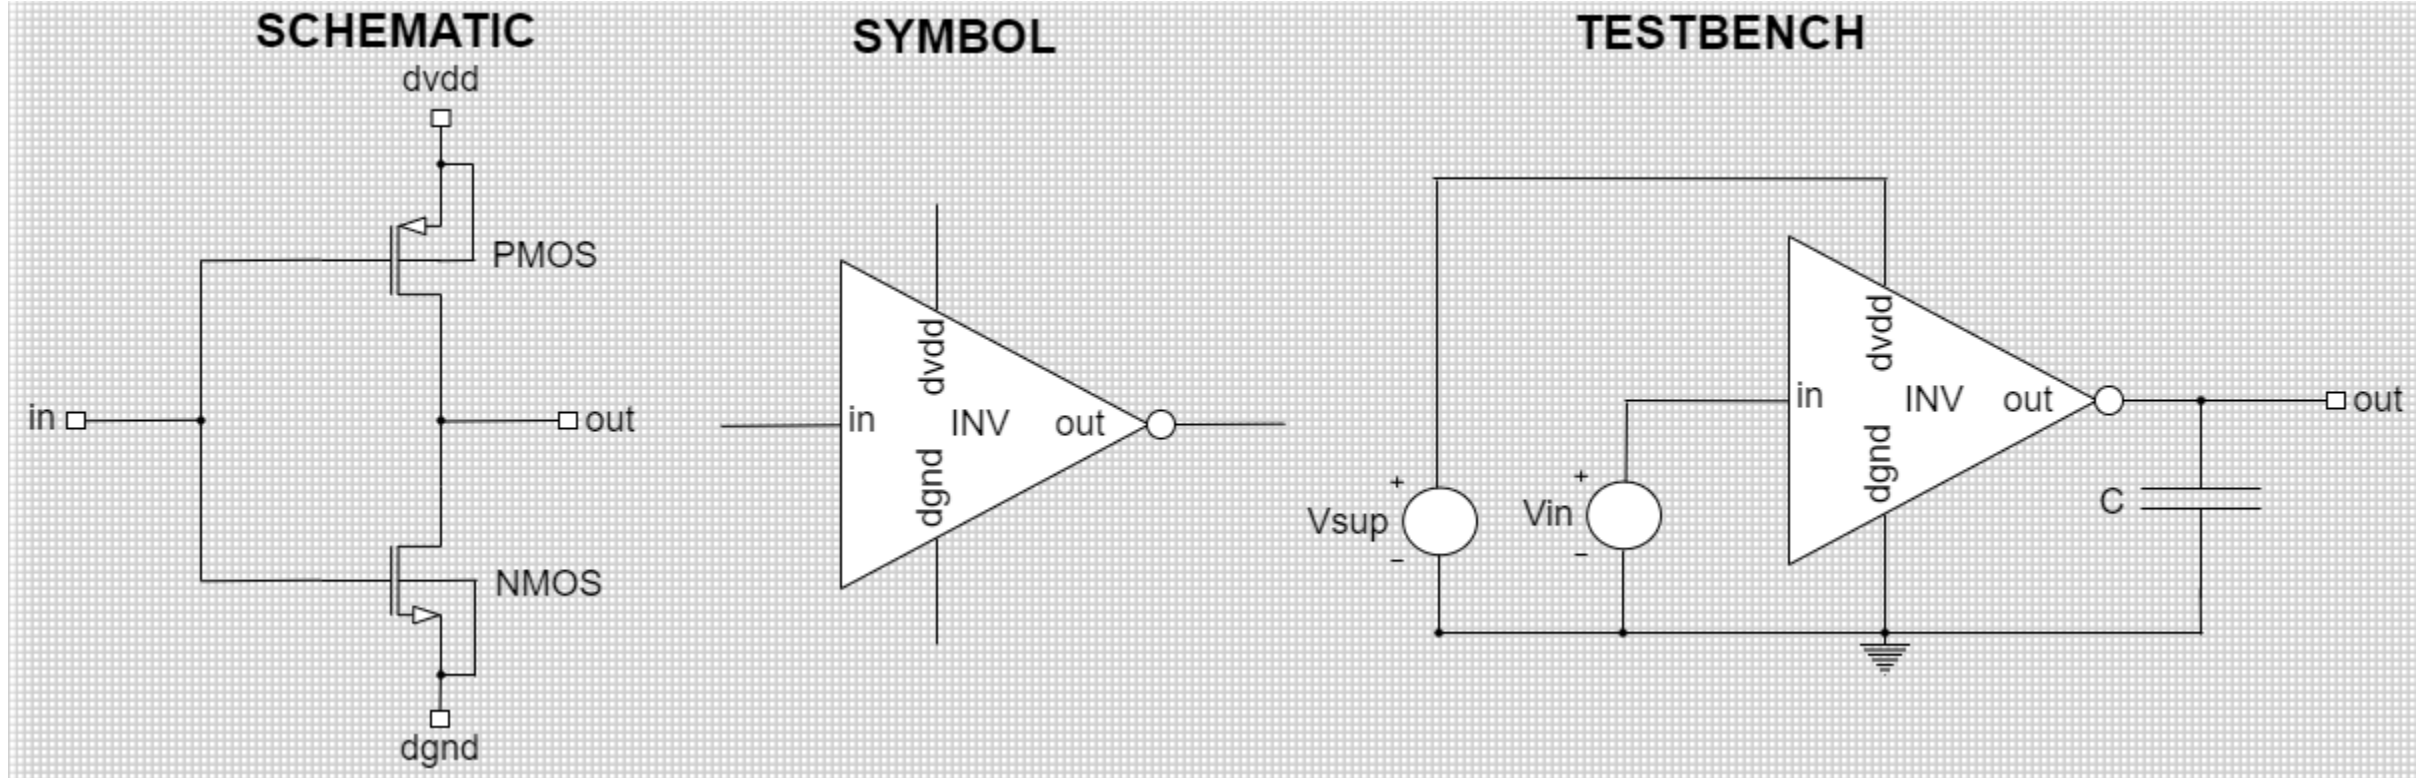 SCHEMATIC
dvdd
PMOS
in
out
NMOS
dgnd
SYMBOL
dvdd
in
INV
out
dgnd
TESTBENCH
dvdd
in
INV
out
dgnd
out
+
Vsup
−
+
Vin
−
C